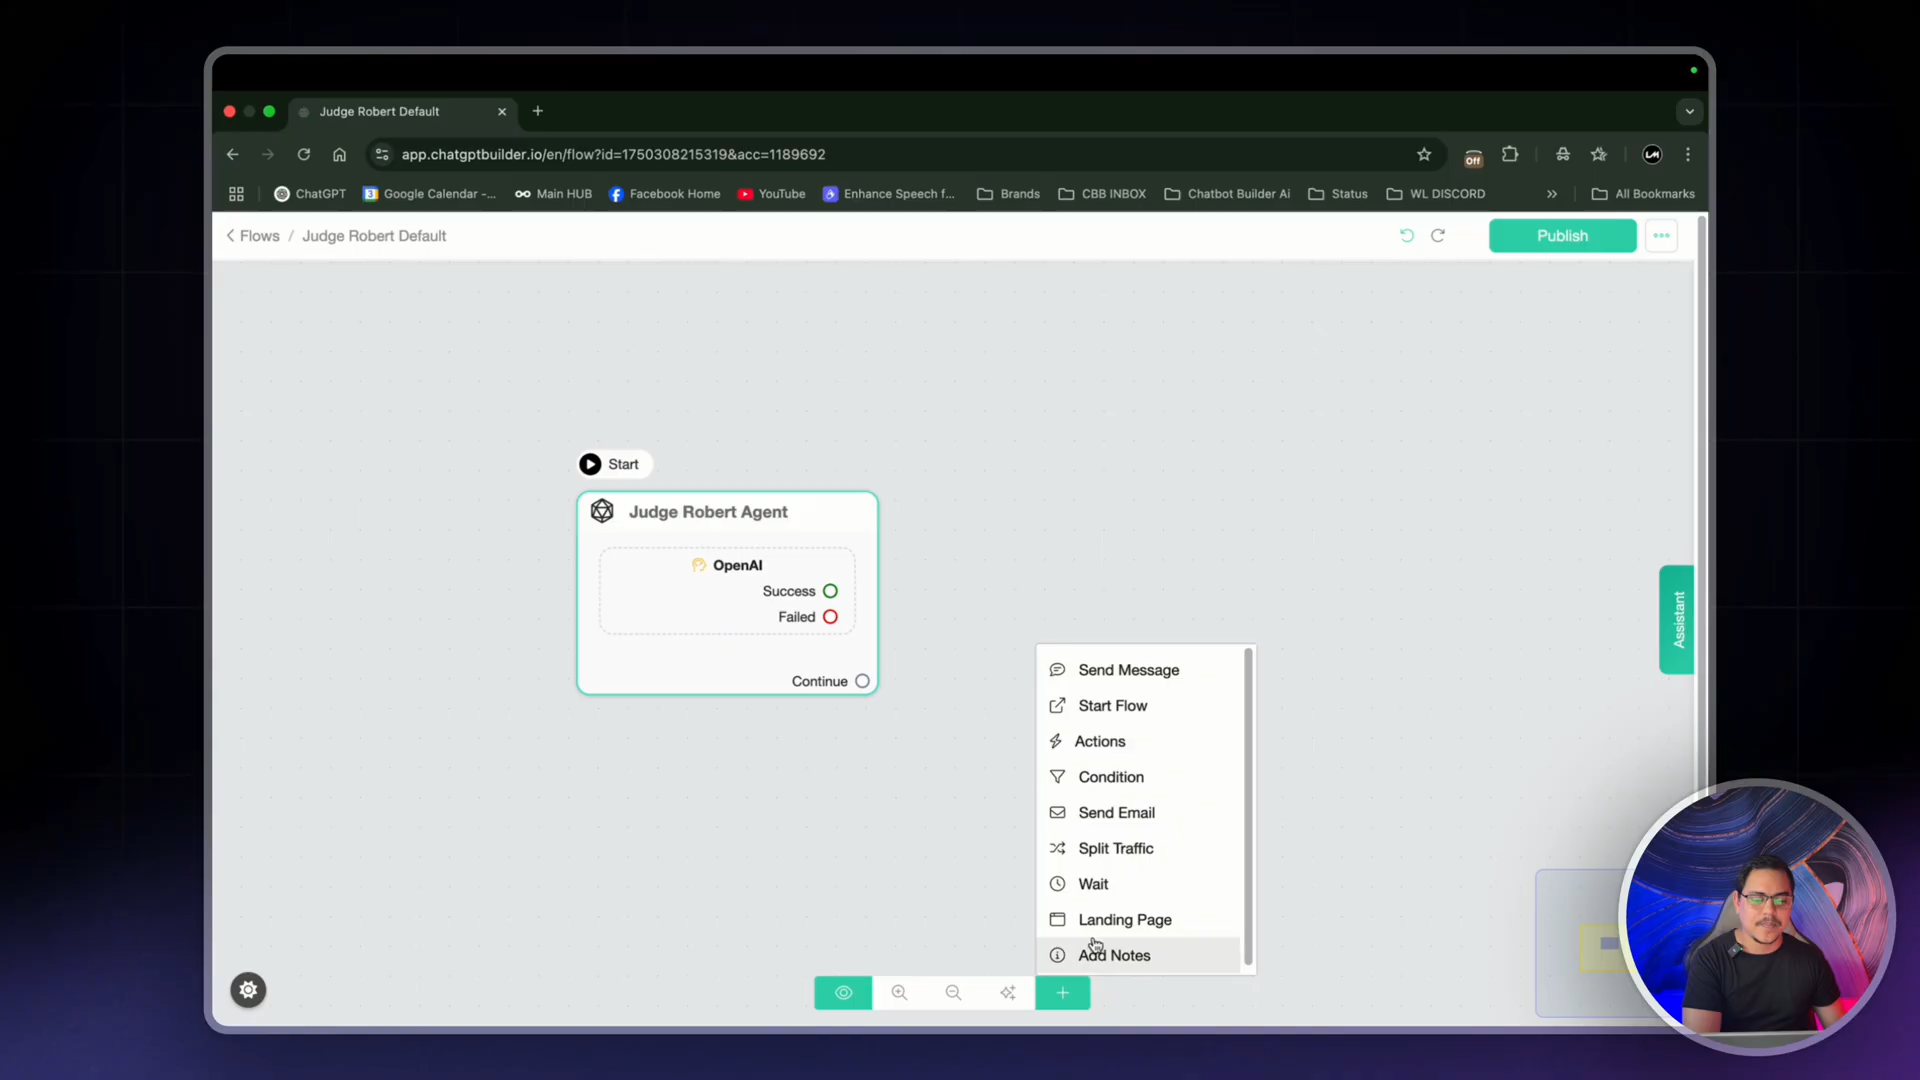 Judge Robert Default
app.chatgptbuilder.io/en/flow?id=1750308215319&acc=1189692
Off
LM
ChatGPT
Google Calendar -...
Main HUB
Facebook Home
YouTube
Enhance Speech f...
Brands
CBB INBOX
Chatbot Builder Ai
Status
WL DISCORD
»
All Bookmarks
Flows / Judge Robert Default
Publish
Start
Judge Robert Agent
OpenAI
Success
Failed
Continue
Assistant
Send Message
Start Flow
Actions
Condition
Send Email
Split Traffic
Wait
Landing Page
Add Notes